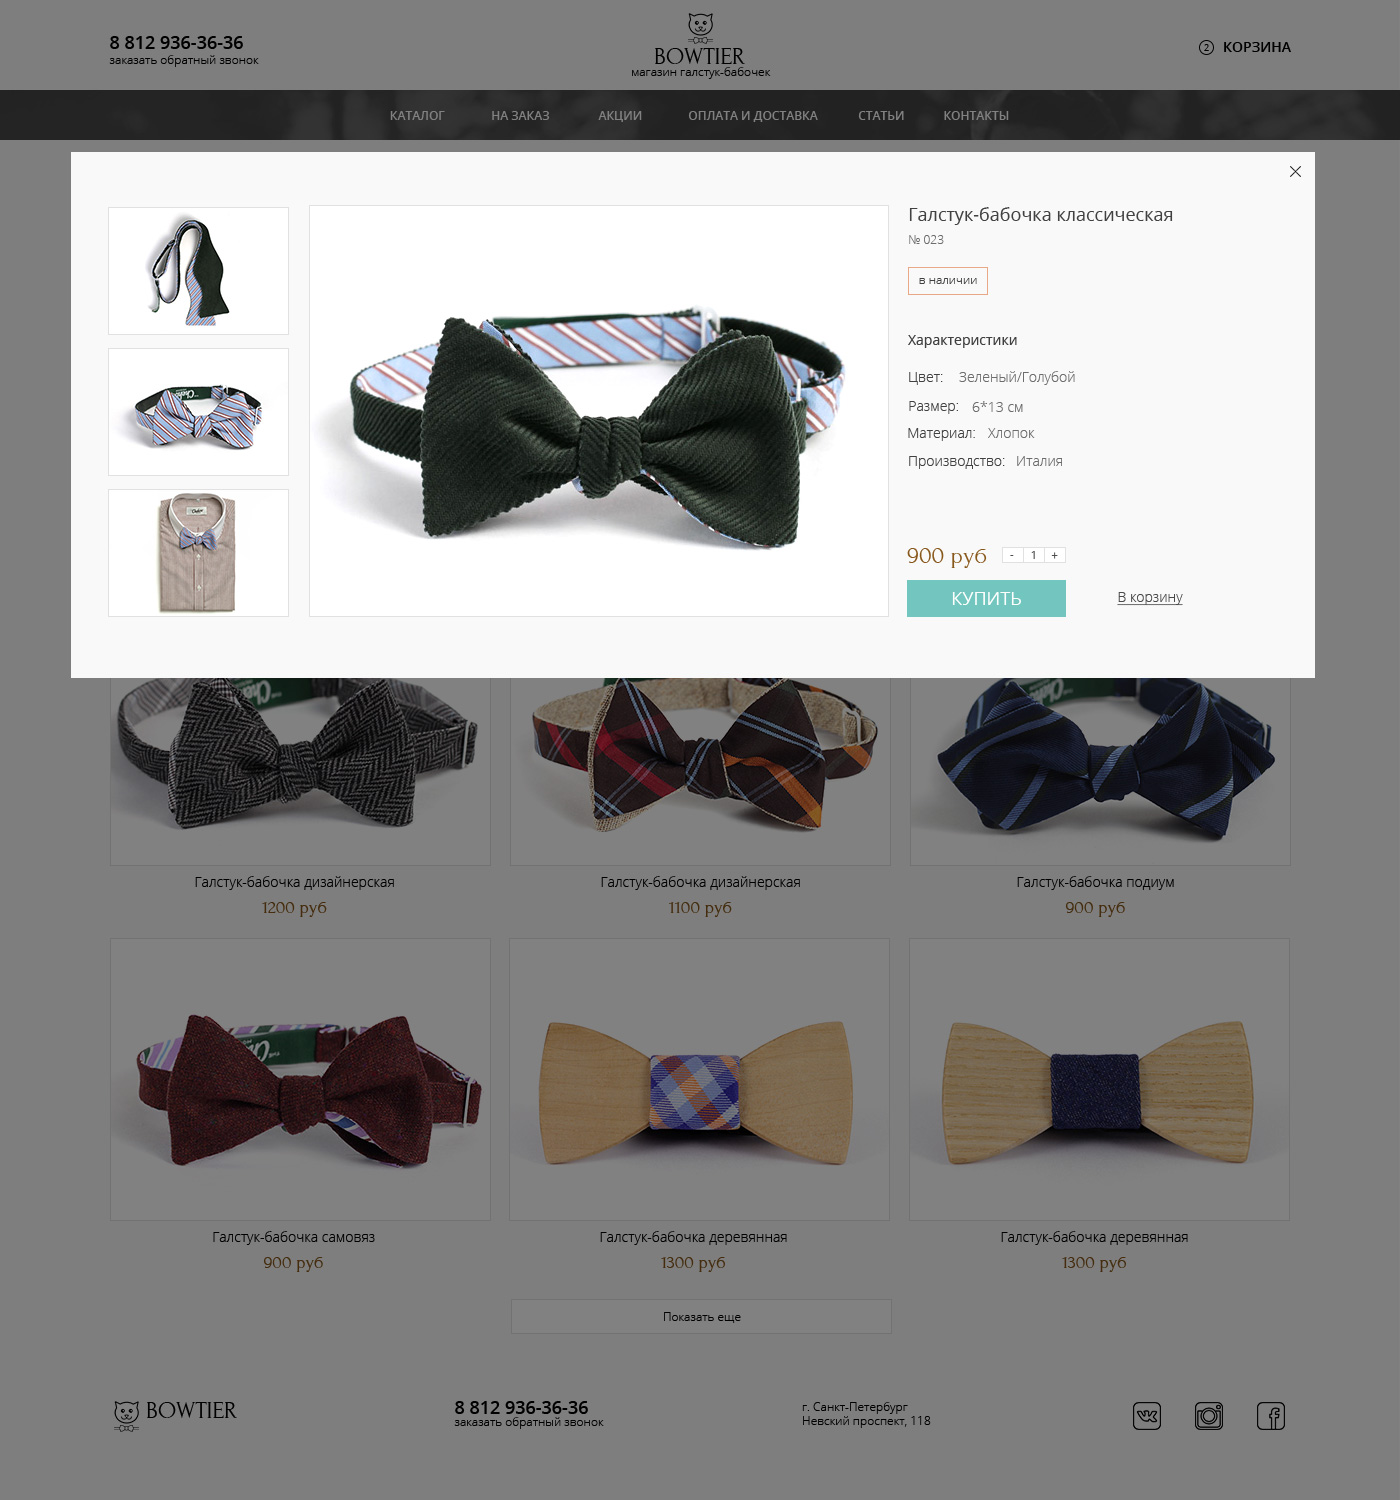 8 812 936-36-36
заказать обратный звонок
BOWTIER
магазин галстук-бабочек
2 КОРЗИНА
КАТАЛОГ НА ЗАКАЗ АКЦИИ ОПЛАТА И ДОСТАВКА СТАТЬИ КОНТАКТЫ
Галстук-бабочка классическая
№ 023
в наличии
Характеристики
Цвет: Зеленый/Голубой
Размер: 6*13 см
Материал: Хлопок
Производство: Италия
900 руб - 1 +
КУПИТЬ В корзину
Галстук-бабочка дизайнерская
1200 руб
Галстук-бабочка дизайнерская
1100 руб
Галстук-бабочка подиум
900 руб
Галстук-бабочка самовяз
900 руб
Галстук-бабочка деревянная
1300 руб
Галстук-бабочка деревянная
1300 руб
Показать еще
BOWTIER
8 812 936-36-36
заказать обратный звонок
г. Санкт-Петербург
Невский проспект, 118